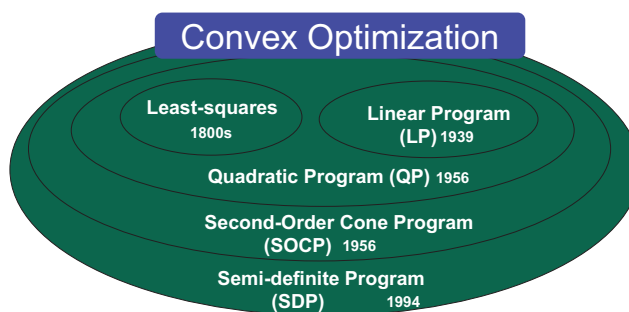 Convex Optimization
Least-squares
1800s
Linear Program
(LP) 1939
Quadratic Program (QP) 1956
Second-Order Cone Program
(SOCP) 1956
Semi-definite Program
(SDP) 1994